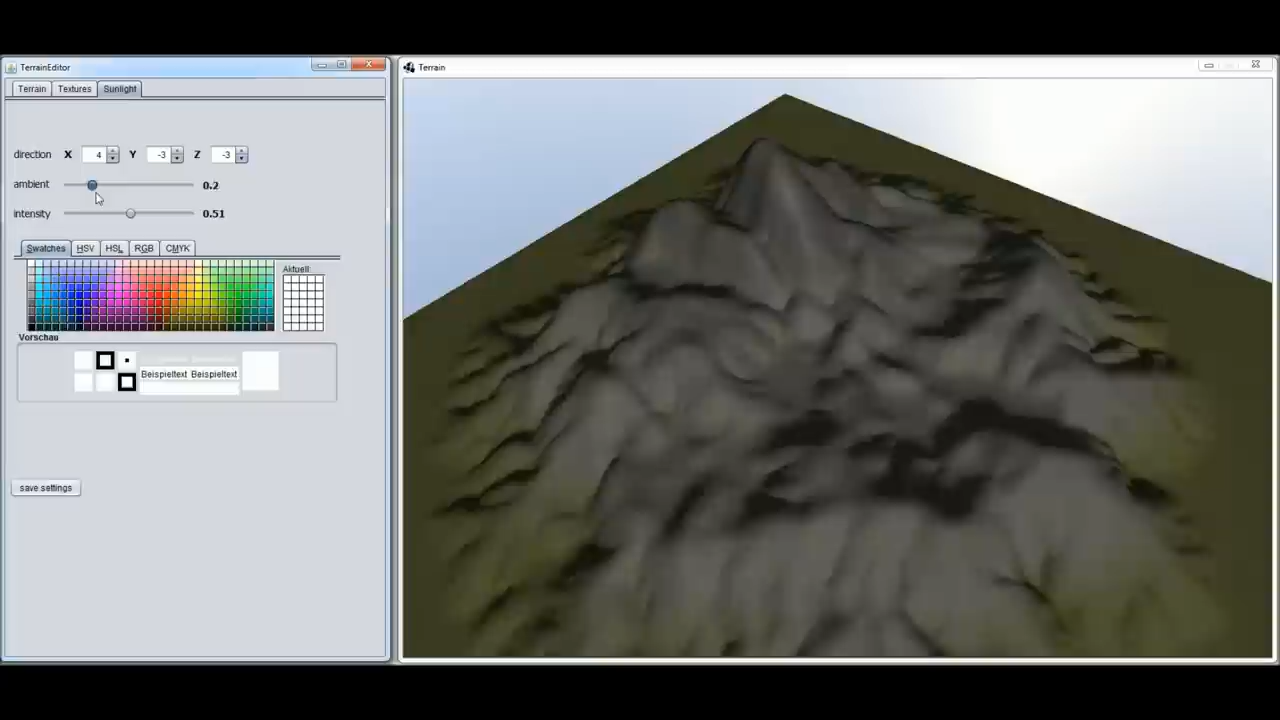 TerrainEditor
Terrain Textures Sunlight
direction X 4 Y -3 Z -3
ambient 0.2
intensity 0.51
Swatches HSV HSL RGB CMYK
Aktuell:
Vorschau
Beispieltext Beispieltext
save settings
Terrain